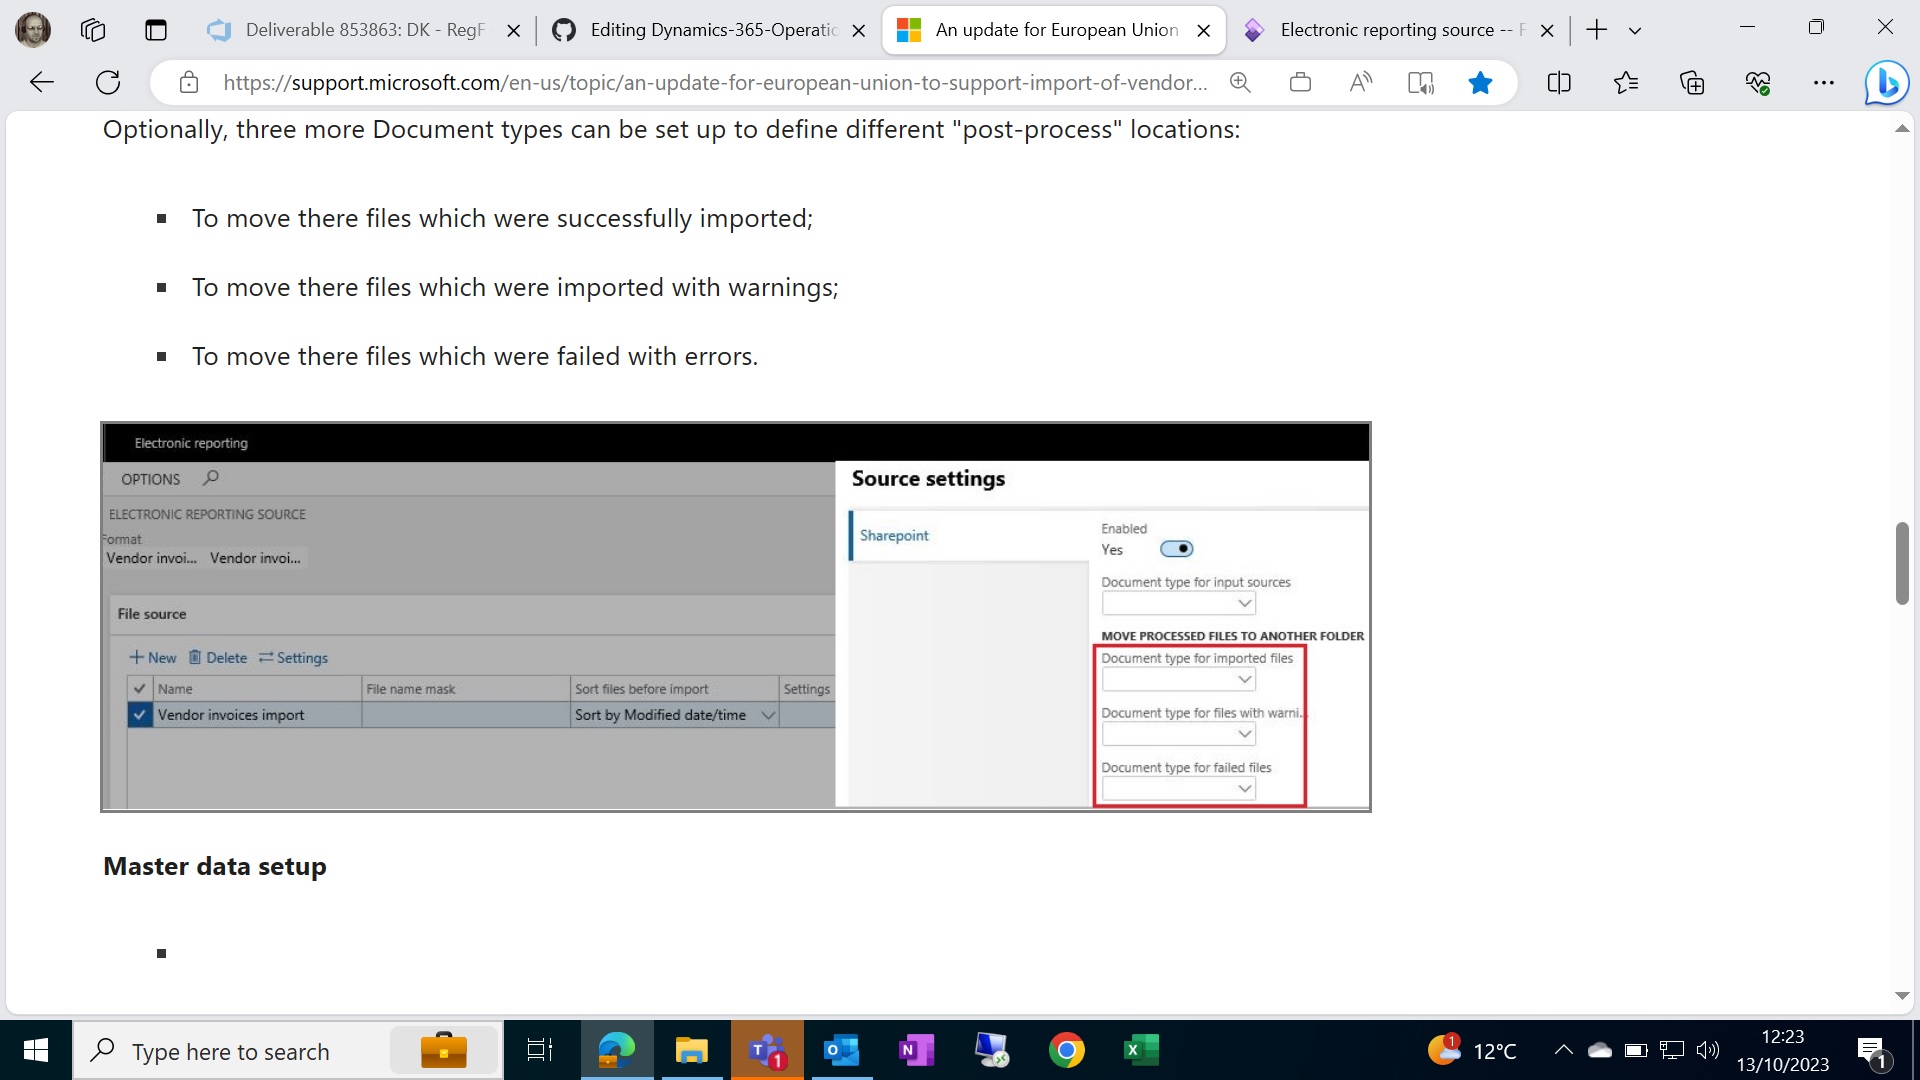 Deliverable 853863: DK - RegF
Editing Dynamics-365-Operatio
An update for European Union
Electronic reporting source -- F
https://support.microsoft.com/en-us/topic/an-update-for-european-union-to-support-import-of-vendor...
Optionally, three more Document types can be set up to define different "post-process" locations:
To move there files which were successfully imported;
To move there files which were imported with warnings;
To move there files which were failed with errors.
Electronic reporting
OPTIONS
ELECTRONIC REPORTING SOURCE
Format
Vendor invoi... Vendor invoi...
File source
New Delete Settings
Name File name mask Sort files before import Settings
Vendor invoices import Sort by Modified date/time
Source settings
Sharepoint
Enabled
Yes
Document type for input sources
MOVE PROCESSED FILES TO ANOTHER FOLDER
Document type for imported files
Document type for files with warni...
Document type for failed files
Master data setup
Type here to search
1
1
12°C
12:23
13/10/2023
1